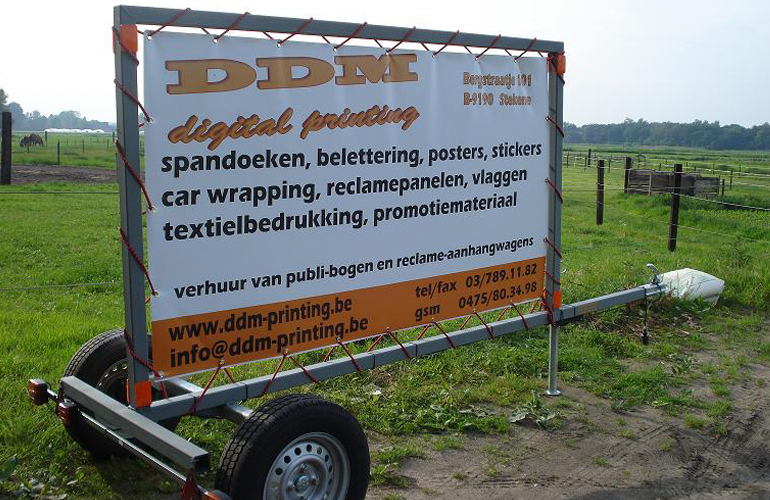 DDM
Bergstraatje 101
B-9190 Stekene
digital printing
spandoeken, belettering, posters, stickers
car wrapping, reclamepanelen, vlaggen
textielbedrukking, promotiemateriaal
verhuur van publi-bogen en reclame-aanhangwagens
www.ddm-printing.be
tel/fax 03/789.11.82
info@ddm-printing.be
gsm 0475/80.34.98